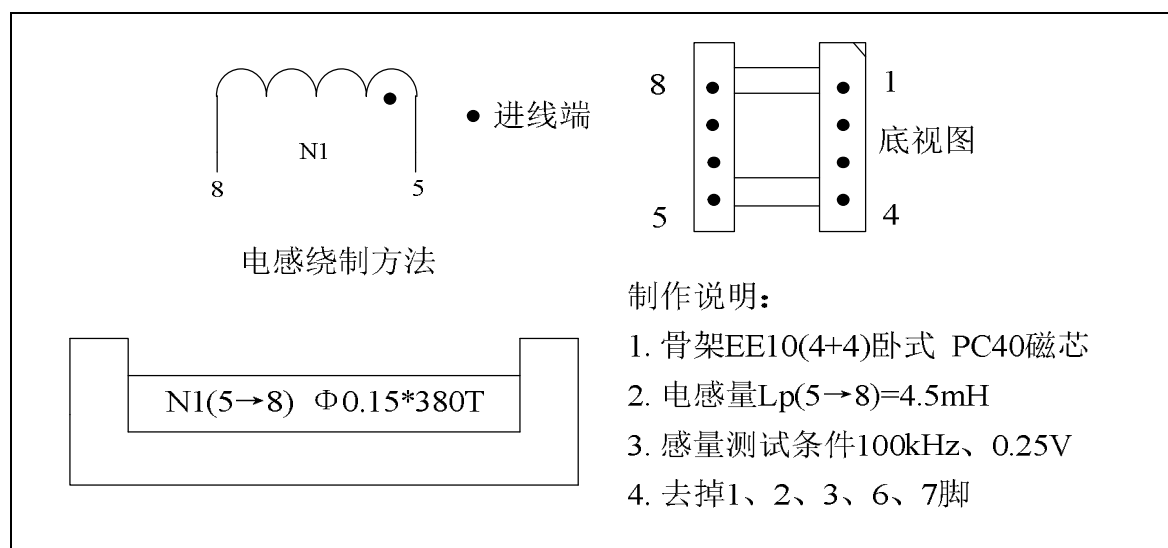 N1
8
5
● 进线端
电感绕制方法
N1(5→8) Φ0.15*380T
8
1
底视图
5
4
制作说明：
1. 骨架EE10(4+4)卧式 PC40磁芯
2. 电感量Lp(5→8)=4.5mH
3. 感量测试条件100kHz、0.25V
4. 去掉1、2、3、6、7脚